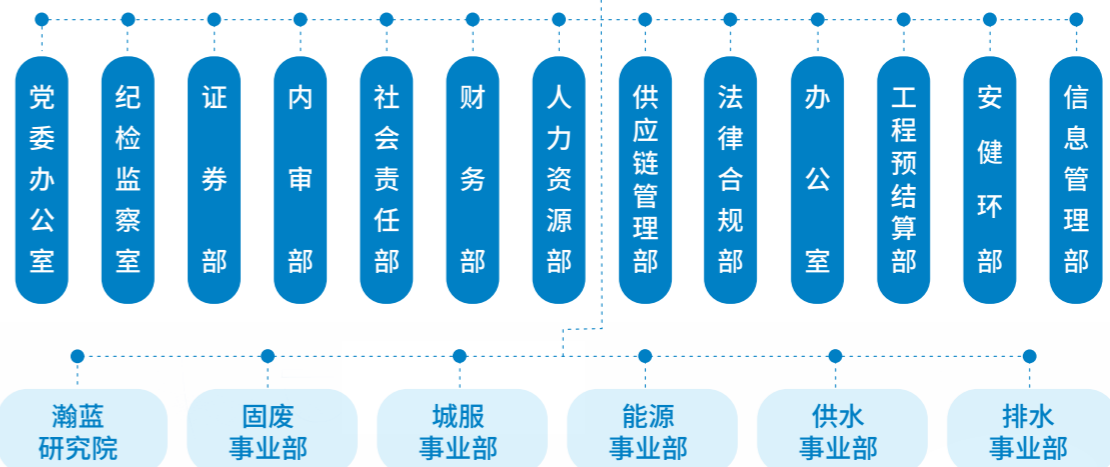 党委办公室
纪检监察室
证券部
内审部
社会责任部
财务部
人力资源部
供应链管理部
法律合规部
办公室
工程预结算部
安健环部
信息管理部
瀚蓝
研究院
固废
事业部
城服
事业部
能源
事业部
供水
事业部
排水
事业部